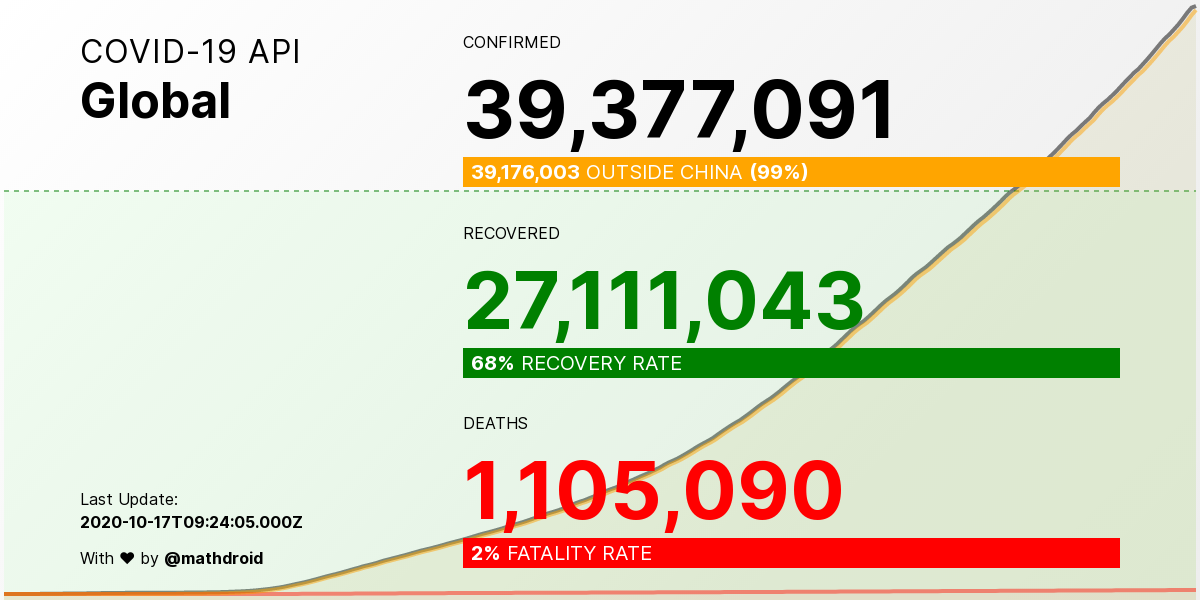 COVID-19 API
Global
CONFIRMED
39,377,091
39,176,003 OUTSIDE CHINA (99%)
RECOVERED
27,111,043
68% RECOVERY RATE
DEATHS
1,105,090
2% FATALITY RATE
Last Update:
2020-10-17T09:24:05.000Z
With ♥ by @mathdroid